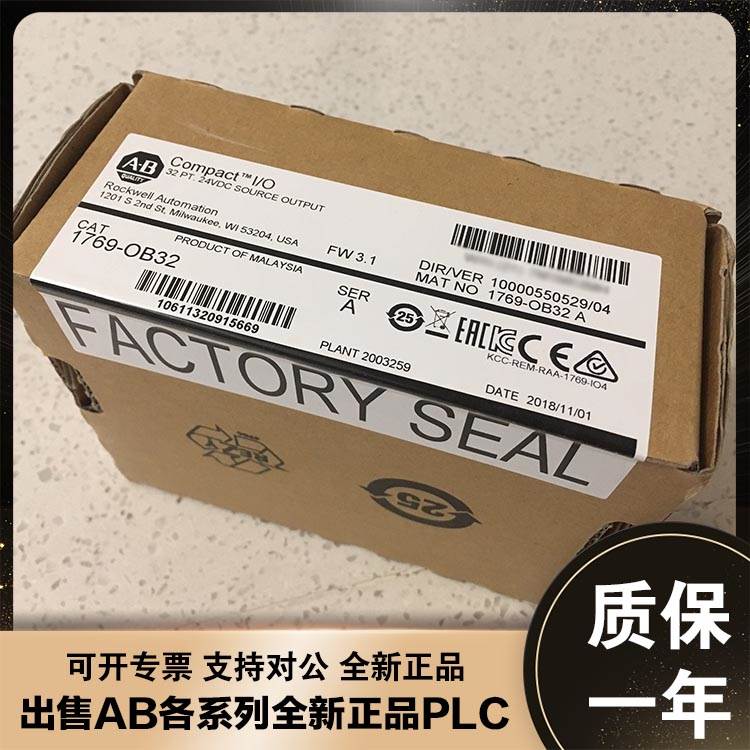 A-B
QUALITY
Compact™ I/O
32 PT. 24VDC SOURCE OUTPUT
Rockwell Automation
1201 S 2nd St, Milwaukee, WI 53204, USA
CAT
1769-OB32
PRODUCT OF MALAYSIA
FW 3.1
DIR/VER 10000550529/04
MAT NO 1769-OB32 A
10611320915669
SER
A
PLANT 2003259
25
EAC
CE
KCC-REM-RAA-1769-IO4
DATE 2018/11/01
FACTORY SEAL
RESY
25
质保
一年
可开专票 支持对公 全新正品
出售AB各系列全新正品PLC